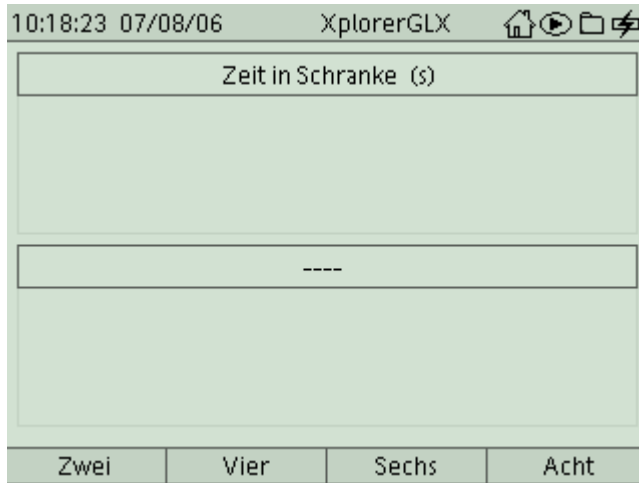 10:18:23 07/08/06 XplorerGLX
Zeit in Schranke (s)
----
Zwei Vier Sechs Acht